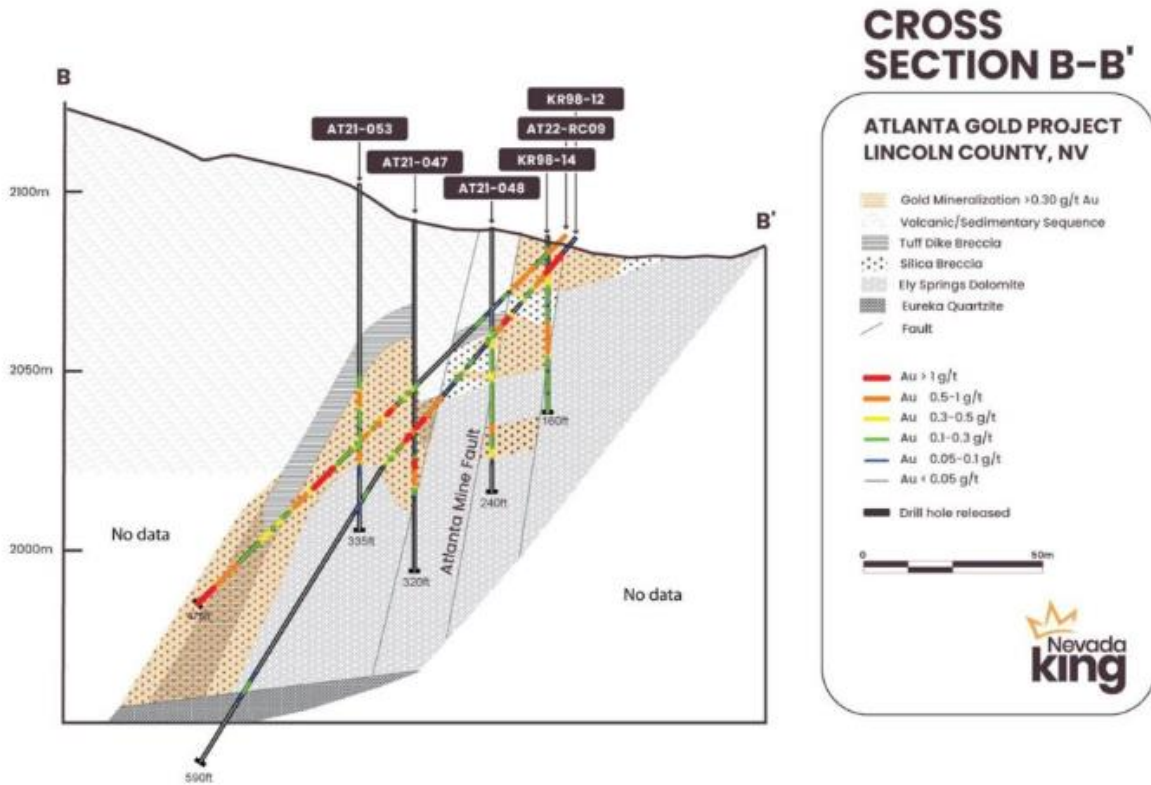 CROSS
SECTION B-B'
B
KR98-12
AT21-053
AT22-RC09
AT21-047
KR98-14
AT21-048
B'
2100m
2050m
2000m
No data
No data
Atlanta Mine Fault
160ft
240ft
335ft
320ft
475ft
590ft
ATLANTA GOLD PROJECT
LINCOLN COUNTY, NV
Gold Mineralization >0.30 g/t Au
Volcanic/Sedimentary Sequence
Tuff Dike Breccia
Silica Breccia
Ely Springs Dolomite
Eureka Quartzite
Fault
Au > 1 g/t
Au 0.5-1 g/t
Au 0.3-0.5 g/t
Au 0.1-0.3 g/t
Au 0.05-0.1 g/t
Au < 0.05 g/t
Drill hole released
0 50m
Nevada
king